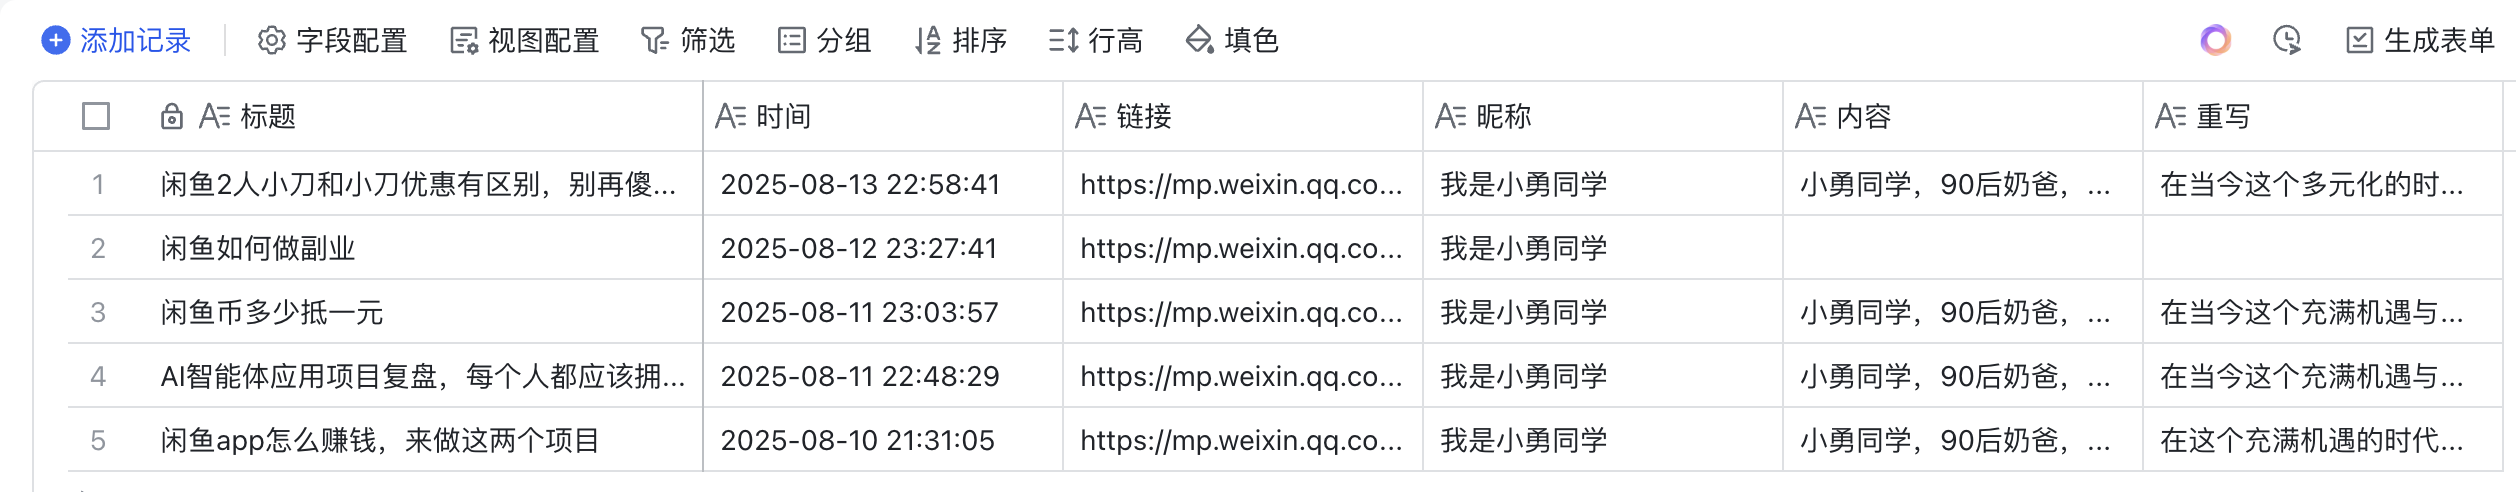 添加记录 字段配置 视图配置 筛选 分组 排序 行高 填色 生成表单
标题 时间 链接 昵称 内容 重写
1 闲鱼2人小刀和小刀优惠有区别，别再傻... 2025-08-13 22:58:41 https://mp.weixin.qq.co... 我是小勇同学 小勇同学，90后奶爸，... 在当今这个多元化的时...
2 闲鱼如何做副业 2025-08-12 23:27:41 https://mp.weixin.qq.co... 我是小勇同学
3 闲鱼币多少抵一元 2025-08-11 23:03:57 https://mp.weixin.qq.co... 我是小勇同学 小勇同学，90后奶爸，... 在当今这个充满机遇与...
4 AI智能体应用项目复盘，每个人都应该拥... 2025-08-11 22:48:29 https://mp.weixin.qq.co... 我是小勇同学 小勇同学，90后奶爸，... 在当今这个充满机遇与...
5 闲鱼app怎么赚钱，来做这两个项目 2025-08-10 21:31:05 https://mp.weixin.qq.co... 我是小勇同学 小勇同学，90后奶爸，... 在这个充满机遇的时代...